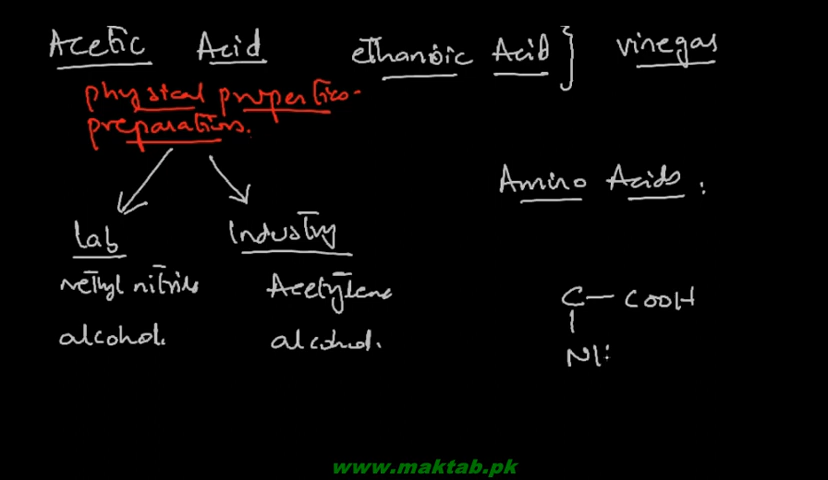 Acetic Acid ethanoic Acid} vinegar
physical properties.
preparations.
Lab Industry
Methyl nitrile Acetylene
alcohol. alcohol.
Amino Acids :
C — COOH
|
NH
www.maktab.pk